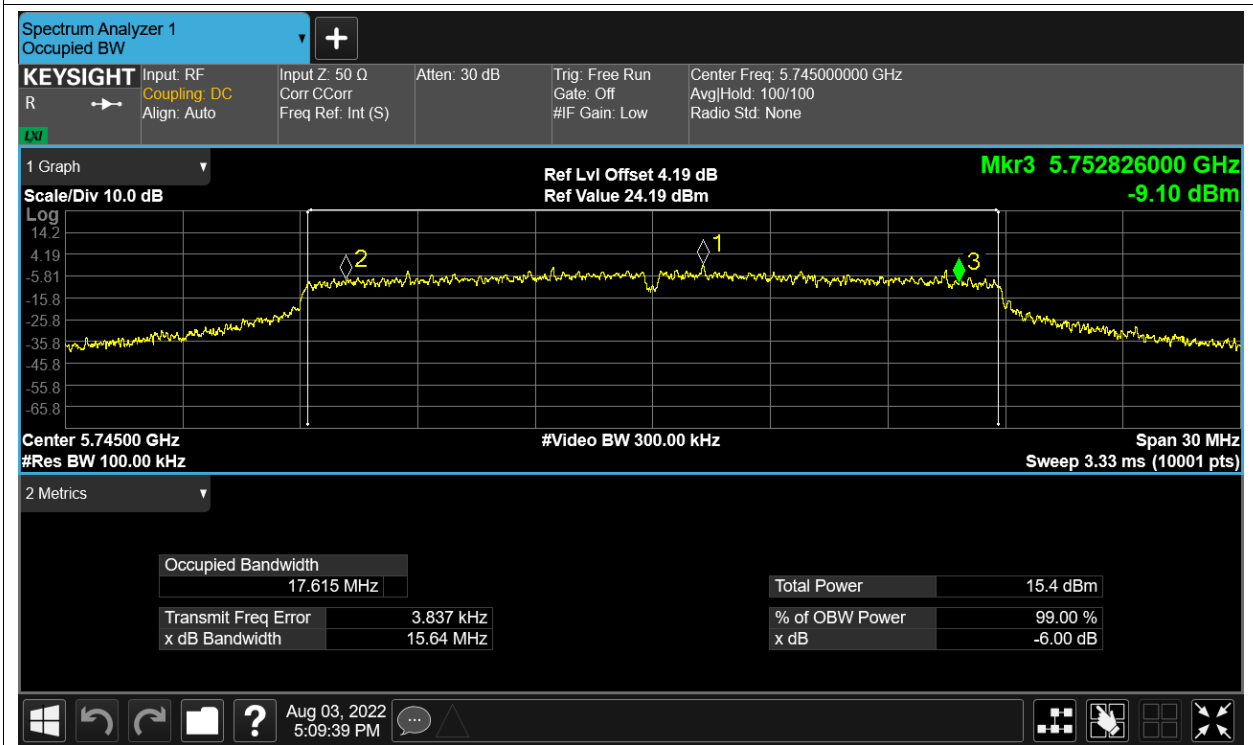 Spectrum Analyzer 1
Occupied BW
KEYSIGHT
R
LXI
Input: RF
Coupling: DC
Align: Auto
Input Z: 50 Ω
Corr CCorr
Freq Ref: Int (S)
Atten: 30 dB
Trig: Free Run
Gate: Off
#IF Gain: Low
Center Freq: 5.745000000 GHz
Avg|Hold: 100/100
Radio Std: None
1 Graph
Scale/Div 10.0 dB
Ref Lvl Offset 4.19 dB
Ref Value 24.19 dBm
Mkr3 5.752826000 GHz
-9.10 dBm
Log
14.2
4.19
-5.81
-15.8
-25.8
-35.8
-45.8
-55.8
-65.8
2
1
3
Center 5.74500 GHz
#Res BW 100.00 kHz
#Video BW 300.00 kHz
Span 30 MHz
Sweep 3.33 ms (10001 pts)
2 Metrics
Occupied Bandwidth
17.615 MHz
Transmit Freq Error 3.837 kHz
x dB Bandwidth 15.64 MHz
Total Power 15.4 dBm
% of OBW Power 99.00 %
x dB -6.00 dB
?
Aug 03, 2022
5:09:39 PM